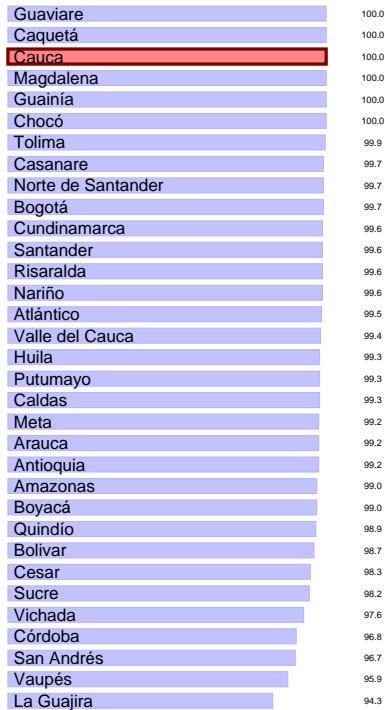 Guaviare 100.0
Caquetá 100.0
Cauca 100.0
Magdalena 100.0
Guainía 100.0
Chocó 100.0
Tolima 99.9
Casanare 99.7
Norte de Santander 99.7
Bogotá 99.7
Cundinamarca 99.6
Santander 99.6
Risaralda 99.6
Nariño 99.6
Atlántico 99.5
Valle del Cauca 99.4
Huila 99.3
Putumayo 99.3
Caldas 99.3
Meta 99.2
Arauca 99.2
Antioquia 99.2
Amazonas 99.0
Boyacá 99.0
Quindío 98.9
Bolivar 98.7
Cesar 98.3
Sucre 98.2
Vichada 97.6
Córdoba 96.8
San Andrés 96.7
Vaupés 95.9
La Guajira 94.3